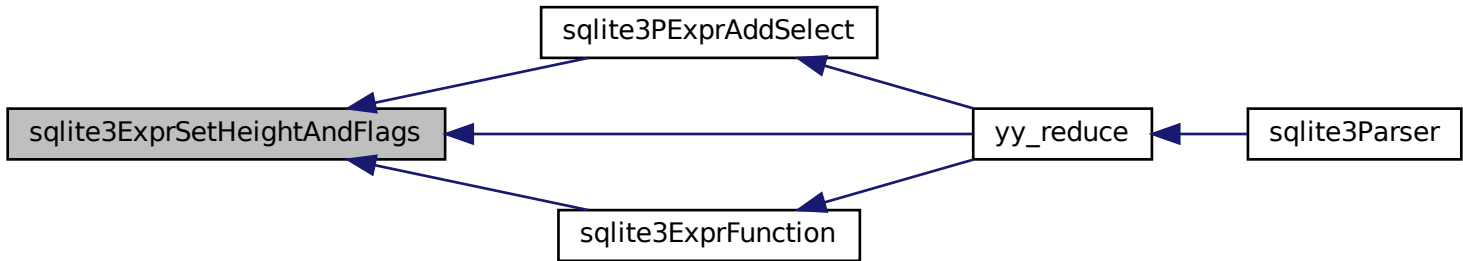 sqlite3PExprAddSelect
sqlite3ExprSetHeightAndFlags
yy_reduce
sqlite3Parser
sqlite3ExprFunction